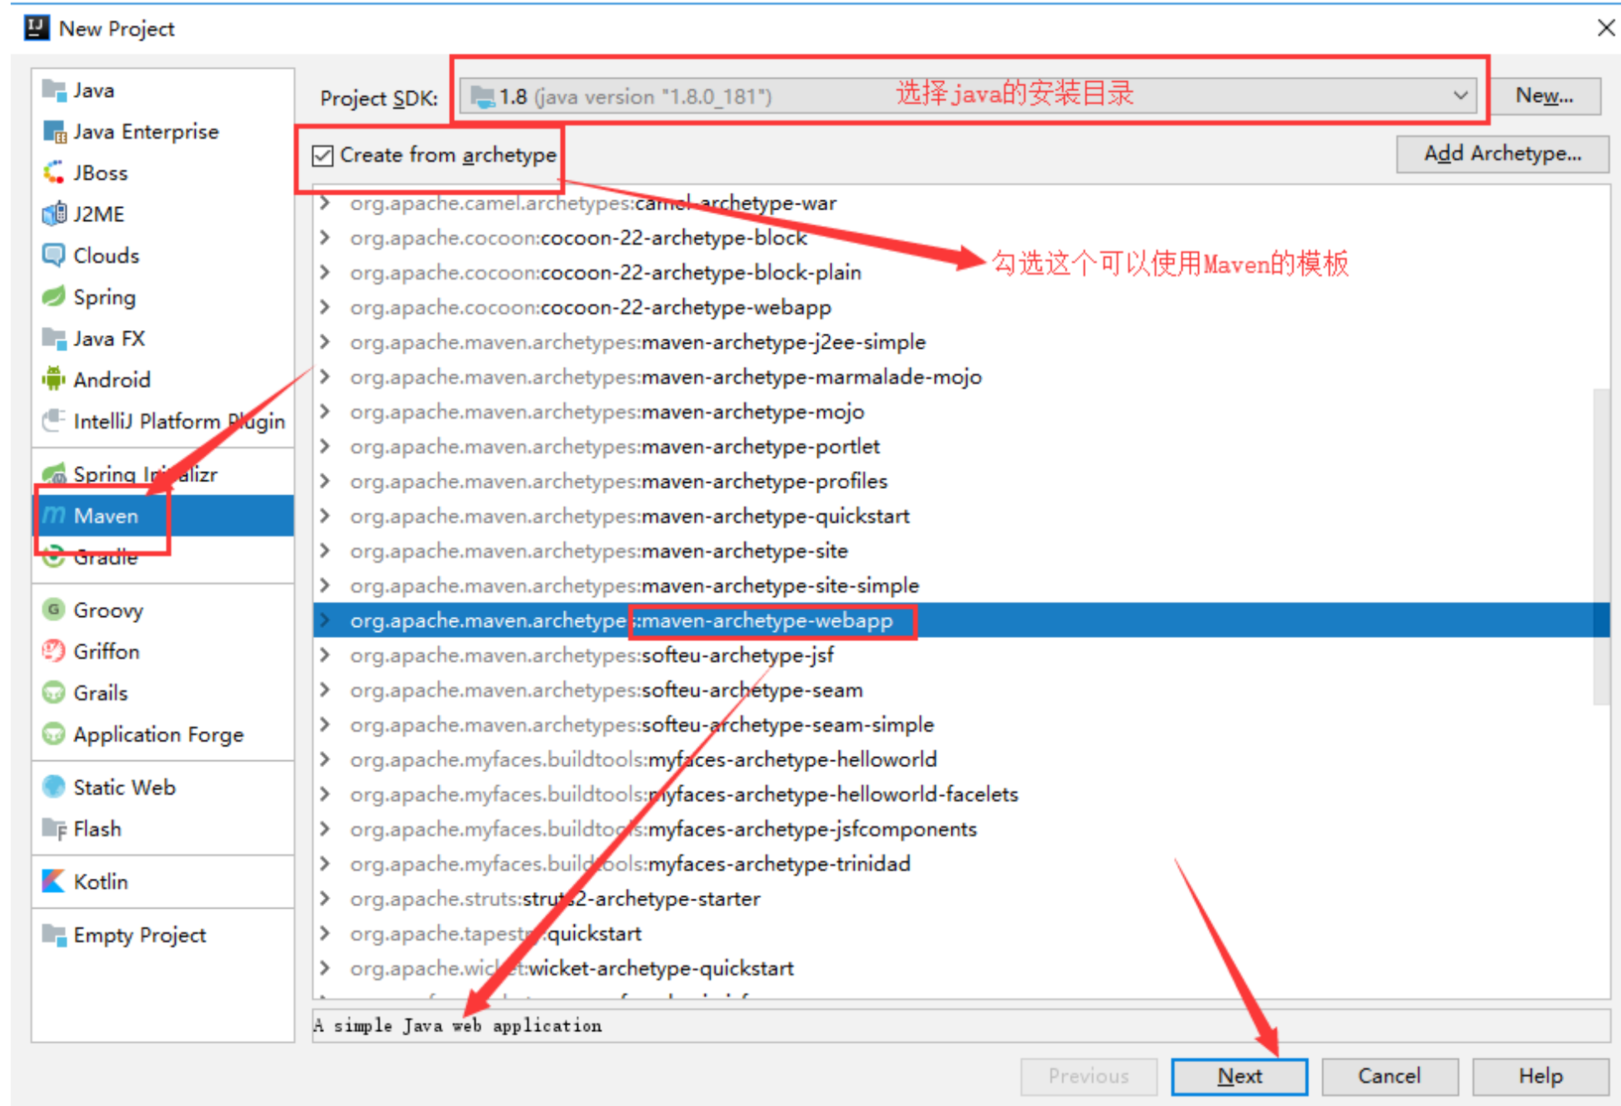 New Project
Java
Java Enterprise
JBoss
J2ME
Clouds
Spring
Java FX
Android
IntelliJ Platform Plugin
Spring Initializr
Maven
Gradle
Groovy
Griffon
Grails
Application Forge
Static Web
Flash
Kotlin
Empty Project
Project SDK:
1.8 (java version "1.8.0_181")
选择java的安装目录
New...
Create from archetype
Add Archetype...
勾选这个可以使用Maven的模板
org.apache.camel.archetypes:camel-archetype-war
org.apache.cocoon:cocoon-22-archetype-block
org.apache.cocoon:cocoon-22-archetype-block-plain
org.apache.cocoon:cocoon-22-archetype-webapp
org.apache.maven.archetypes:maven-archetype-j2ee-simple
org.apache.maven.archetypes:maven-archetype-marmalade-mojo
org.apache.maven.archetypes:maven-archetype-mojo
org.apache.maven.archetypes:maven-archetype-portlet
org.apache.maven.archetypes:maven-archetype-profiles
org.apache.maven.archetypes:maven-archetype-quickstart
org.apache.maven.archetypes:maven-archetype-site
org.apache.maven.archetypes:maven-archetype-site-simple
org.apache.maven.archetypes:maven-archetype-webapp
org.apache.maven.archetypes:softeu-archetype-jsf
org.apache.maven.archetypes:softeu-archetype-seam
org.apache.maven.archetypes:softeu-archetype-seam-simple
org.apache.myfaces.buildtools:myfaces-archetype-helloworld
org.apache.myfaces.buildtools:myfaces-archetype-helloworld-facelets
org.apache.myfaces.buildtools:myfaces-archetype-jsfcomponents
org.apache.myfaces.buildtools:myfaces-archetype-trinidad
org.apache.struts:struts2-archetype-starter
org.apache.tapestry:quickstart
org.apache.wicket:wicket-archetype-quickstart
A simple Java web application
Previous
Next
Cancel
Help